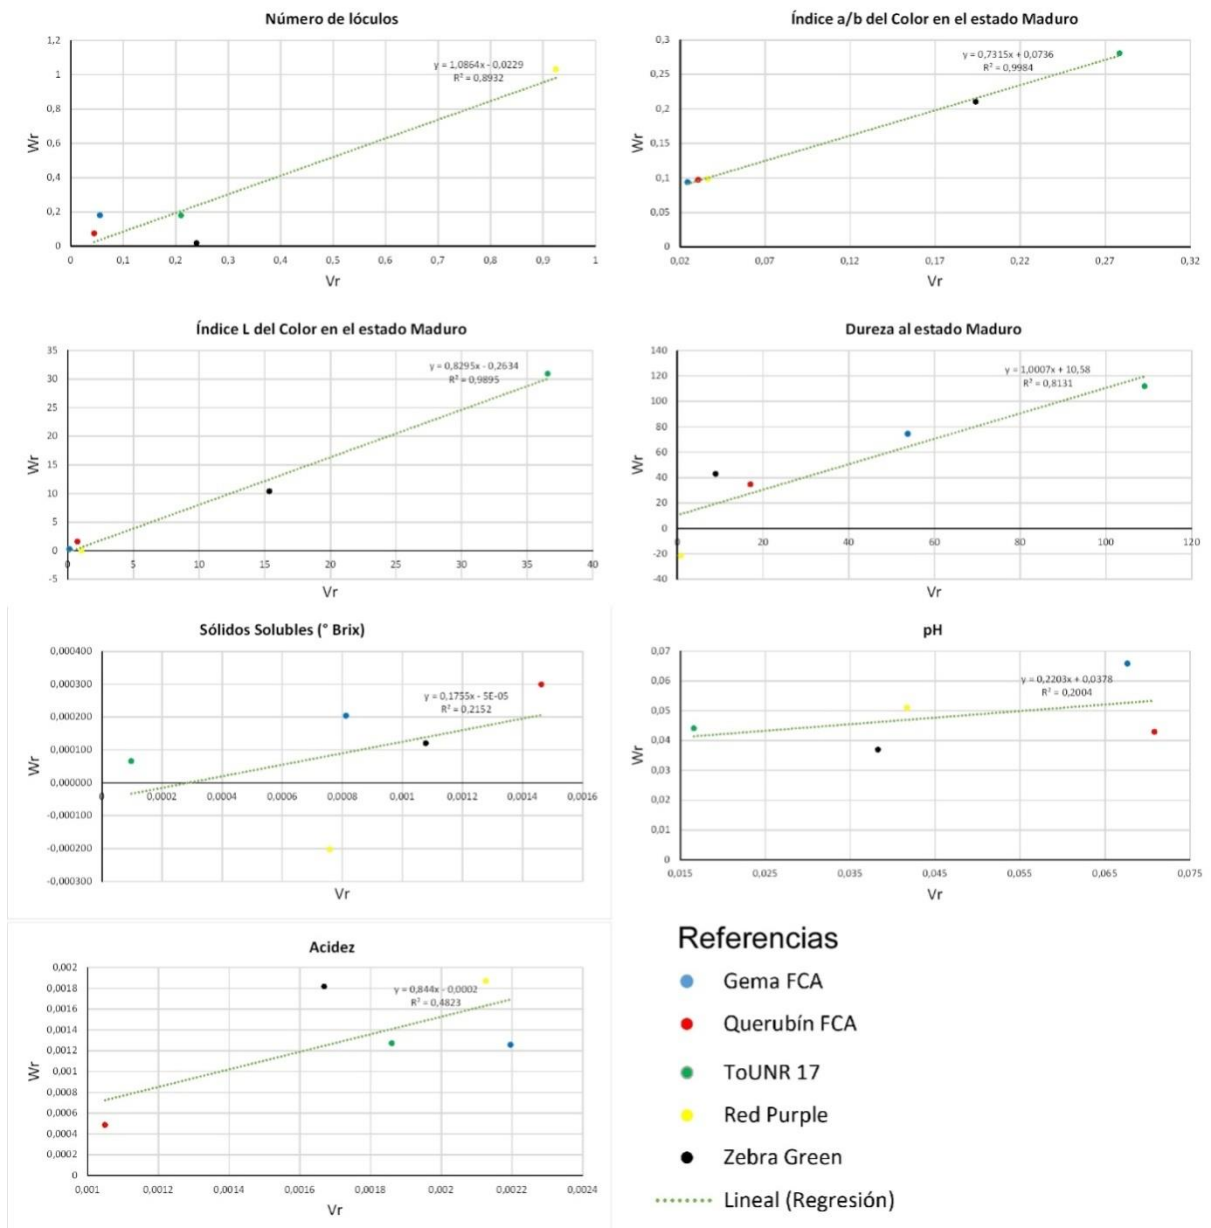 Número de lóculos
1,2
1
0,8
0,6
0,4
0,2
0
Wr
y = 1,0864x - 0,0229
R² = 0,8932
0 0,1 0,2 0,3 0,4 0,5 0,6 0,7 0,8 0,9 1
Vr
Índice a/b del Color en el estado Maduro
0,3
0,25
0,2
0,15
0,1
0,05
0
Wr
y = 0,7315x + 0,0736
R² = 0,9984
0,02 0,07 0,12 0,17 0,22 0,27 0,32
Vr
Índice L del Color en el estado Maduro
35
30
25
20
15
10
5
0
-5
Wr
y = 0,8295x - 0,2634
R² = 0,9895
0 5 10 15 20 25 30 35 40
Vr
Dureza al estado Maduro
140
120
100
80
60
40
20
0
-20
-40
Wr
y = 1,0007x + 10,58
R² = 0,8131
0 20 40 60 80 100 120
Vr
Sólidos Solubles (° Brix)
0,000400
0,000300
0,000200
0,000100
0,000000
-0,000100
-0,000200
-0,000300
Wr
y = 0,1755x - 5E-05
R² = 0,2152
0 0,0002 0,0004 0,0006 0,0008 0,001 0,0012 0,0014 0,0016
Vr
pH
0,07
0,06
0,05
0,04
0,03
0,02
0,01
0
Wr
y = 0,2203x + 0,0378
R² = 0,2004
0,015 0,025 0,035 0,045 0,055 0,065 0,075
Vr
Acidez
0,002
0,0018
0,0016
0,0014
0,0012
0,001
0,0008
0,0006
0,0004
0,0002
0
Wr
y = 0,844x - 0,0002
R² = 0,4823
0,001 0,0012 0,0014 0,0016 0,0018 0,002 0,0022 0,0024
Vr
Referencias
Gema FCA
Querubín FCA
ToUNR 17
Red Purple
Zebra Green
Lineal (Regresión)